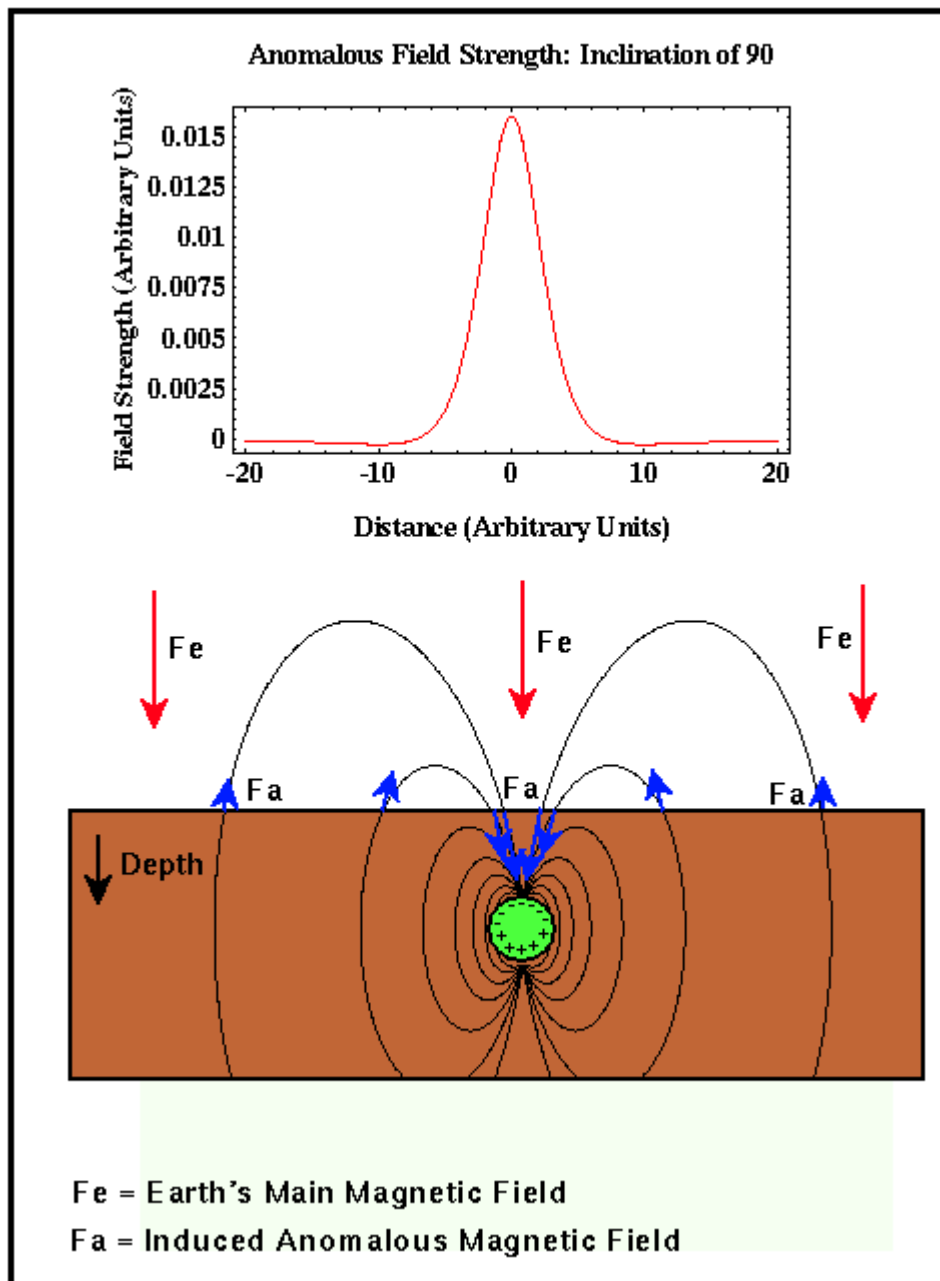 Anomalous Field Strength: Inclination of 90
Field Strength (Arbitrary Units)
0.015
0.0125
0.01
0.0075
0.005
0.0025
0
-20 -10 0 10 20
Distance (Arbitrary Units)
Fe Fe Fe
Fa Fa Fa
Depth
- - - - - - - - -
+ + + + + + +
Fe = Earth's Main Magnetic Field
Fa = Induced Anomalous Magnetic Field